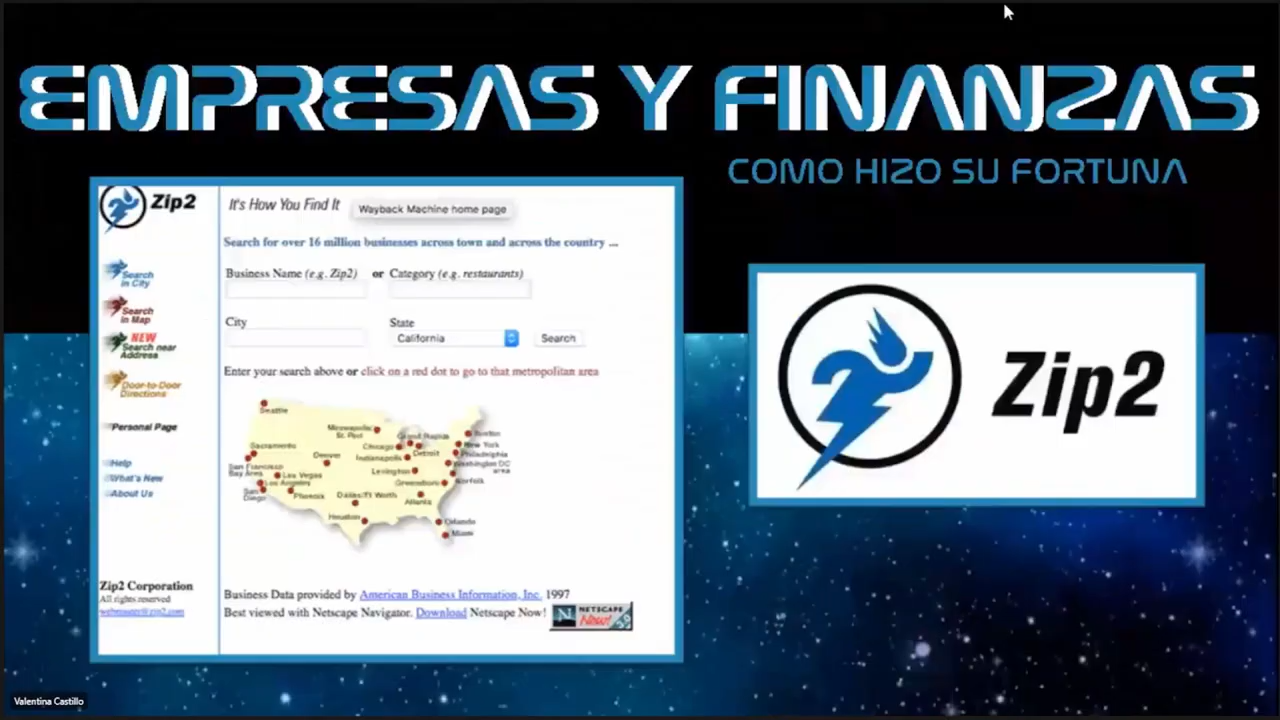 EMPRESAS Y FINANZAS
COMO HIZO SU FORTUNA
Zip2
It's How You Find It
Wayback Machine home page
Search for over 16 million businesses across town and across the country ...
Business Name (e.g. Zip2) or Category (e.g. restaurants)
City
State
California
Search
Enter your search above or click on a red dot to go to that metropolitan area
Search
in City
Search
in Map
NEW
Search near
Address
Door-to-Door
Directions
Personal Page
Help
What's New
About Us
Seattle
Minneapolis
St. Paul
Grand Rapids
Boston
New York
Sacramento
Chicago
Detroit
Philadelphia
Denver
Indianapolis
Washington DC
area
San Francisco
Bay Area
Las Vegas
Lexington
Los Angeles
Greensboro
Norfolk
San
Diego
Phoenix
Dallas/Ft Worth
Atlanta
Houston
Orlando
Miami
Zip2 Corporation
All rights reserved
webmaster@zip2.com
Business Data provided by American Business Information, Inc. 1997
Best viewed with Netscape Navigator. Download Netscape Now!
N NETSCAPE
Now!
Zip2
Valentina Castillo